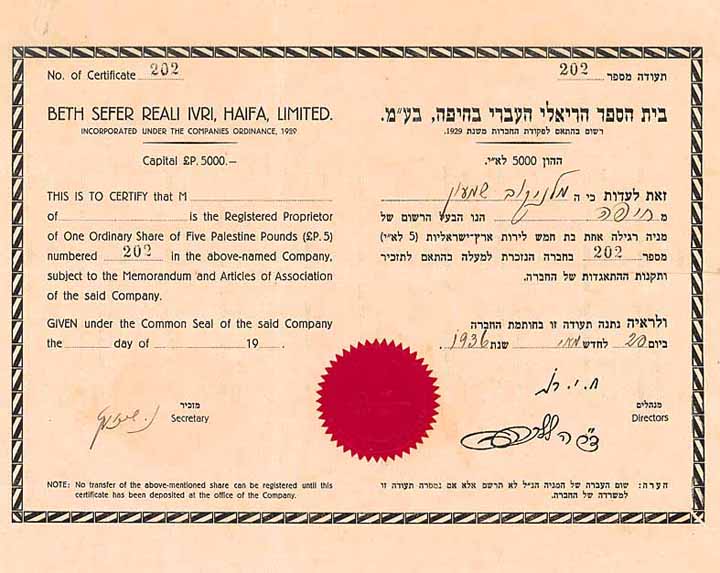 No. of Certificate 202
BETH SEFER REALI IVRI, HAIFA, LIMITED.
INCORPORATED UNDER THE COMPANIES ORDINANCE, 1929
Capital £P. 5000.—
THIS IS TO CERTIFY that M
of is the Registered Proprietor
of One Ordinary Share of Five Palestine Pounds (£P. 5)
numbered 202 in the above-named Company,
subject to the Memorandum and Articles of Association
of the said Company.
GIVEN under the Common Seal of the said Company
the day of 19 .
מזכיר
Secretary
NOTE: No transfer of the above-mentioned share can be registered until this
certificate has been deposited at the office of the Company.
תעודה מספר 202
בית הספר הריאלי העברי בחיפה, בע״מ.
רשום בהתאם לפקודת החברות משנת 1929.
ההון 5000 לא״י.
זאת לעדות כי ה מלניקוב שמעון
מ חיפה הנו הבעל הרשום של
מניה רגילה אחת בת חמש לירות ארץ-ישראליות (5 לא״י)
מספר 202 בחברה הנזכרת למעלה בהתאם לתזכיר
ותקנות ההתאגדות של החברה.
ולראיה נתנה תעודה זו בחותמת החברה
ביום 20 לחדש מאי שנת 1936.
מנהלים
Directors
הערה: שום העברה של המניה הנ״ל לא תרשם אלא אם נמסרה תעודה זו
למשרדה של החברה.